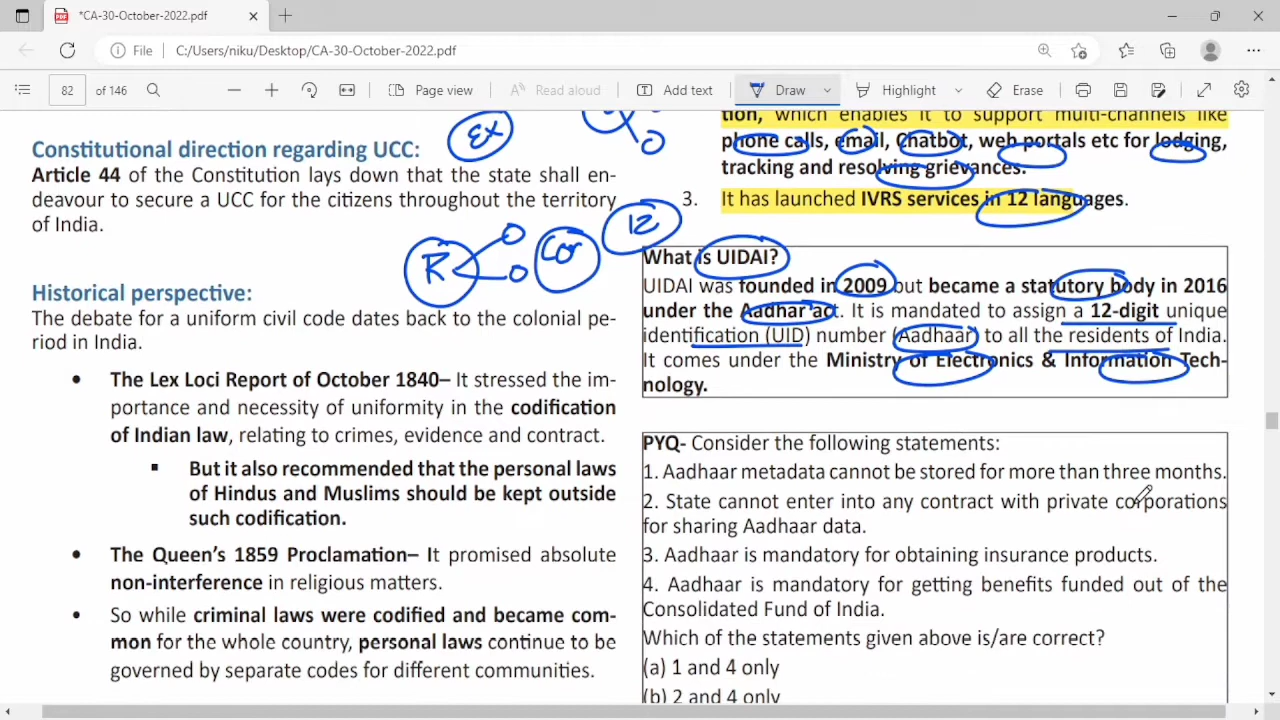 *CA-30-October-2022.pdf
File
C:/Users/niku/Desktop/CA-30-October-2022.pdf
82 of 146
Page view
Read aloud
Add text
Draw
Highlight
Erase
Constitutional direction regarding UCC:
Article 44 of the Constitution lays down that the state shall en-
deavour to secure a UCC for the citizens throughout the territory
of India.
Historical perspective:
The debate for a uniform civil code dates back to the colonial pe-
riod in India.
• The Lex Loci Report of October 1840– It stressed the im-
portance and necessity of uniformity in the codification
of Indian law, relating to crimes, evidence and contract.
▪ But it also recommended that the personal laws
of Hindus and Muslims should be kept outside
such codification.
• The Queen's 1859 Proclamation– It promised absolute
non-interference in religious matters.
• So while criminal laws were codified and became com-
mon for the whole country, personal laws continue to be
governed by separate codes for different communities.
Ex
R
Cor
12
tion, which enables it to support multi-channels like
phone calls, email, Chatbot, web portals etc for lodging,
tracking and resolving grievances.
3. It has launched IVRS services in 12 languages.
What is UIDAI?
UIDAI was founded in 2009 but became a statutory body in 2016
under the Aadhar act. It is mandated to assign a 12-digit unique
identification (UID) number (Aadhaar) to all the residents of India.
It comes under the Ministry of Electronics & Information Tech-
nology.
PYQ- Consider the following statements:
1. Aadhaar metadata cannot be stored for more than three months.
2. State cannot enter into any contract with private corporations
for sharing Aadhaar data.
3. Aadhaar is mandatory for obtaining insurance products.
4. Aadhaar is mandatory for getting benefits funded out of the
Consolidated Fund of India.
Which of the statements given above is/are correct?
(a) 1 and 4 only
(b) 2 and 4 only